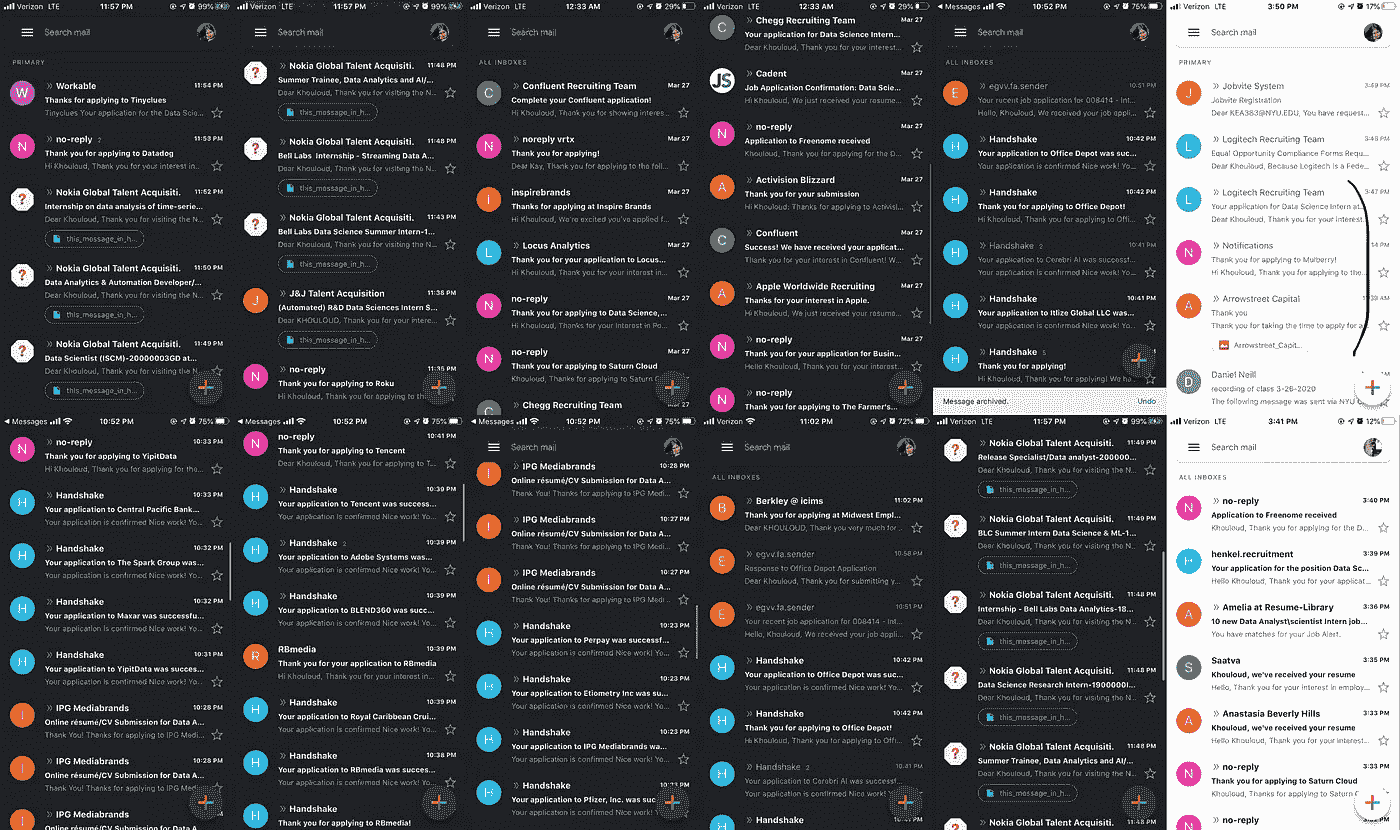 Verizon LTE 11:57 PM 99%
Search mail
PRIMARY
Workable 11:54 PM
Thanks for applying to Tinyclues
Tinyclues Your application for the Data Scie...
no-reply 2 11:53 PM
Thank you for applying to Datadog
Hi Khouloud, Thank you for your interest in...
Nokia Global Talent Acquisiti. 11:52 PM
Internship on data analysis of time-serie...
Dear Khouloud, Thank you for visiting the N...
this_message_in_h...
Nokia Global Talent Acquisiti. 11:50 PM
Data Analytics & Automation Developer/...
Dear Khouloud, Thank you for visiting the N...
this_message_in_h...
Nokia Global Talent Acquisiti. 11:49 PM
Data Scientist (ISCM)-20000003GD at...
Dear Khouloud, Thank you for visiting the N...
this_message_in_h...
Verizon LTE 11:57 PM 99%
Search mail
Nokia Global Talent Acquisiti. 11:48 PM
Summer Trainee, Data Analytics and AI/...
Dear Khouloud, Thank you for visiting the N...
this_message_in_h...
Nokia Global Talent Acquisiti. 11:48 PM
Bell Labs Internship - Streaming Data A...
Dear Khouloud, Thank you for visiting the N...
this_message_in_h...
Nokia Global Talent Acquisiti. 11:43 PM
Bell Labs Data Science Summer Intern-1...
Dear Khouloud, Thank you for visiting the N...
this_message_in_h...
J&J Talent Acquisition 11:38 PM
(Automated) R&D Data Sciences Intern S...
Dear KHOULOUD, Thank you for your intere...
this_message_in_h...
no-reply 11:35 PM
Thank you for applying to Roku
Hi Khouloud, Thank you for applying to the...
Verizon LTE 12:33 AM 29%
Search mail
ALL INBOXES
Confluent Recruiting Team Mar 27
Complete your Confluent application!
Hi Khouloud, Thank you for showing interes...
noreply vrtx Mar 27
Thank you for applying!
Dear Kay, Thank you for applying to the foll...
inspirebrands Mar 27
Thanks for applying at Inspire Brands
Hi Khouloud, We're excited you've applied f...
Locus Analytics Mar 27
Thank you for your application to Locus...
Hi Khouloud, Thank you for your interest in...
no-reply Mar 27
Thank you for applying to Data Science,...
Khouloud, Thanks for your interest in Po...
no-reply Mar 27
Thank you for applying to Saturn Cloud
Khouloud, Thanks for applying to Saturn C...
Chegg Recruiting Team Mar 27
Verizon LTE 12:33 AM 29%
Chegg Recruiting Team Mar 27
Your application for Data Science Intern...
Dear Khouloud, Thank you for your interest...
Cadent Mar 27
Job Application Confirmation: Data Scie...
Hi Khouloud, We just received your resume...
no-reply Mar 27
Application to Freenome received
Khouloud, Thank you for applying for the D...
Activision Blizzard Mar 27
Thank you for your submission
Hi Khouloud: Thanks for applying to Activisi...
Confluent Mar 27
Success! We have received your applicat...
Thank you for your interest in Confluent! W...
Apple Worldwide Recruiting Mar 27
Thanks for your interest in Apple.
Hi Khouloud, We just received your resume...
no-reply Mar 27
Thank you for your application for Busin...
Hi Khouloud, Thank you for your interest in...
no-reply Mar 27
Thank you for applying to The Farmer's...
Messages 10:52 PM 75%
Search mail
ALL INBOXES
egvv.fa.sender 10:51 PM
Your recent job application for 008414 - Int...
Hello, Khouloud, We received your job appli...
Handshake 10:42 PM
Your application to Office Depot was suc...
Your application is confirmed Nice work! Yo...
Handshake 10:42 PM
Thank you for applying to Office Depot!
Hi Khouloud, Thank you for applying to Offi...
Handshake 2 10:41 PM
Your application to Cerebri AI was success...
Your application is confirmed Nice work! Yo...
Handshake 10:41 PM
Your application to Itlize Global LLC was...
Your application is confirmed Nice work! Yo...
Handshake 5
Thank you for applying!
Hi Khouloud, Thank you for applying! We ha...
Message archived. Undo
Verizon LTE 3:50 PM 17%
Search mail
PRIMARY
Jobvite System 3:49 PM
Jobvite Registration
Dear KEA383@NYU.EDU, You have request...
Logitech Recruiting Team 3:48 PM
Equal Opportunity Compliance Forms Requ...
Dear Khouloud, Because Logitech is a Fede...
Logitech Recruiting Team 3:47 PM
Your application for Data Science Intern at...
Dear Khouloud, Thank you for your interest...
Notifications
Thank you for applying to Mulberry!
Hi Khouloud, Thank you for applying to the...
Arrowstreet Capital
Thank you
Thank you for taking the time to apply for a
Arrowstreet_Capit...
Daniel Neill
recording of class 3-26-2020
The following message was sent via NYU
Messages 10:52 PM 75%
no-reply 10:33 PM
Thank you for applying to YipitData
Hi Khouloud, Thank you for applying for the...
Handshake 10:33 PM
Your application to Central Pacific Bank...
Your application is confirmed Nice work! Yo...
Handshake 10:32 PM
Your application to The Spark Group was...
Your application is confirmed Nice work! Yo...
Handshake 10:32 PM
Your application to Maxar was successfu...
Your application is confirmed Nice work! Yo...
Handshake 10:31 PM
Your application to YipitData was succes...
Your application is confirmed Nice work! Yo...
IPG Mediabrands 10:28 PM
Online résumé/CV Submission for Data A...
Thank You! Thanks for applying to IPG Medi...
IPG Mediabrands 10:28 PM
Online résumé/CV Submission for Data A...
Thank You! Thanks for applying to IPG Medi...
IPG Mediabrands
Online résumé/CV Submission for Data A
Messages 10:52 PM 75%
no-reply 10:41 PM
Thank you for applying to Tencent
Dear Khouloud, Thank you for applying to T...
Handshake 10:39 PM
Your application to Tencent was success...
Your application is confirmed Nice work! Yo...
Handshake 2 10:39 PM
Your application to Adobe Systems was...
Your application is confirmed Nice work! Yo...
Handshake 10:39 PM
Your application to BLEND360 was succ...
Your application is confirmed Nice work! Yo...
RBmedia 10:39 PM
Thank you for your application to RBmedia
Hi Khouloud, Thank you for your interest in...
Handshake 10:39 PM
Your application to Royal Caribbean Crui...
Your application is confirmed Nice work! Yo...
Handshake 10:38 PM
Your application to RBmedia was succes...
Your application is confirmed Nice work! Yo...
Handshake
Thank you for applying to RBmedia!
Messages 10:52 PM 75%
Search mail
IPG Mediabrands 10:28 PM
Online résumé/CV Submission for Data A...
Thank You! Thanks for applying to IPG Medi...
IPG Mediabrands 10:27 PM
Online résumé/CV Submission for Data A...
Thank You! Thanks for applying to IPG Medi...
IPG Mediabrands 10:27 PM
Online résumé/CV Submission for Data A...
Thank You! Thanks for applying to IPG Medi...
Handshake 10:23 PM
Your application to Perpay was successf...
Your application is confirmed Nice work! Yo...
Handshake 10:23 PM
Your application to Etiometry Inc was su...
Your application is confirmed Nice work! Yo...
Handshake 10:23 PM
Your application to IPG Mediabrands wa...
Your application is confirmed Nice work! Yo...
Handshake
Your application to Pfizer, Inc. was suc...
Your application is confirmed Nice work! Yo
Verizon 11:02 PM 72%
Search mail
ALL INBOXES
Berkley @ icims 11:02 PM
Thank you for applying at Midwest Empl...
Dear KHOULOUD, Thank you very much for...
egvv.fa.sender 10:58 PM
Response to Office Depot Application
Dear Khouloud, Thank you for submitting y...
egvv.fa.sender 10:51 PM
Your recent job application for 008414 - Int...
Hello, Khouloud, We received your job appli...
Handshake 10:42 PM
Your application to Office Depot was suc...
Your application is confirmed Nice work! Yo...
Handshake 10:42 PM
Thank you for applying to Office Depot!
Hi Khouloud, Thank you for applying to Offi...
Handshake 2 10:41 PM
Your application to Cerebri AI was success...
Your application is confirmed Nice work! Yo
Handshake
Verizon LTE 11:57 PM 99%
Nokia Global Talent Acquisiti. 11:49 PM
Release Specialist/Data analyst-200000...
Dear Khouloud, Thank you for visiting the N...
this_message_in_h...
Nokia Global Talent Acquisiti. 11:49 PM
BLC Summer Intern Data Science & ML-1...
Dear Khouloud, Thank you for visiting the N...
this_message_in_h...
Nokia Global Talent Acquisiti. 11:48 PM
Internship - Bell Labs Data Analytics-18...
Dear Khouloud, Thank you for visiting the N...
this_message_in_h...
Nokia Global Talent Acquisiti. 11:48 PM
Data Science Research Intern-1900000I...
Dear Khouloud, Thank you for visiting the N...
this_message_in_h...
Nokia Global Talent Acquisiti. 11:48 PM
Summer Trainee, Data Analytics and AI/...
Dear Khouloud, Thank you for visiting the N...
this_message_in_h...
Nokia Global Talent Acquisiti. 11:48 PM
Verizon LTE 3:41 PM 12%
Search mail
ALL INBOXES
no-reply 3:40 PM
Application to Freenome received
Khouloud, Thank you for applying for the D...
henkel.recruitment 3:39 PM
Your application for the position Data Sc...
Hello Khouloud, Thank you for your applicat...
Amelia at Resume-Library 3:36 PM
10 new Data Analyst\scientist Intern job...
You have matches for your Job Alert.
Saatva 3:35 PM
Khouloud, we've received your resume
Hello, Thank you for your interest in employ...
Anastasia Beverly Hills 3:33 PM
Khouloud, we've received your resume
Hello Khouloud, Thank you for your interest...
no-reply 3:33 PM
Thank you for applying to Saturn Cloud
Khouloud, Thanks for applying to Saturn
no-reply